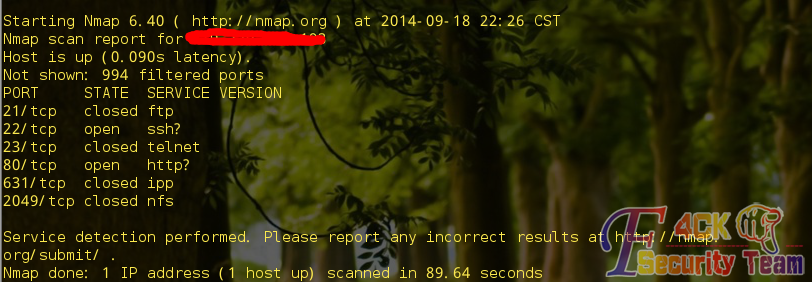 Starting Nmap 6.40 ( http://nmap.org ) at 2014-09-18 22:26 CST
Nmap scan report for
Host is up (0.090s latency).
Not shown: 994 filtered ports
PORT STATE SERVICE VERSION
21/tcp closed ftp
22/tcp open ssh?
23/tcp closed telnet
80/tcp open http?
631/tcp closed ipp
2049/tcp closed nfs
Service detection performed. Please report any incorrect results at http://nmap.
org/submit/ .
Nmap done: 1 IP address (1 host up) scanned in 89.64 seconds
F4CK
Security Team